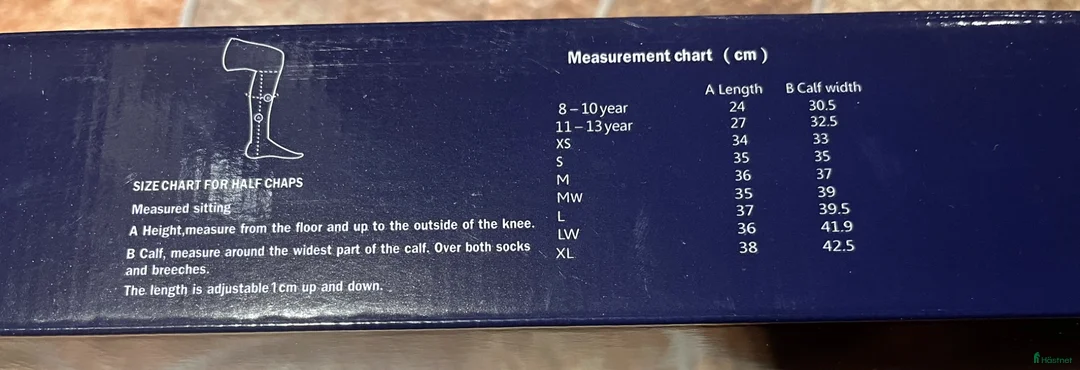 SIZE CHART FOR HALF CHAPS
Measured sitting
A Height,measure from the floor and up to the outside of the knee.
B Calf, measure around the widest part of the calf. Over both socks
and breeches.
The length is adjustable 1cm up and down.
Measurement chart ( cm )
A Length B Calf width
8 – 10 year 24 30.5
11 – 13 year 27 32.5
XS 34 33
S 35 35
M 36 37
Mw 35 39
L 37 39.5
LW 36 41.9
XL 38 42.5
Hästnet